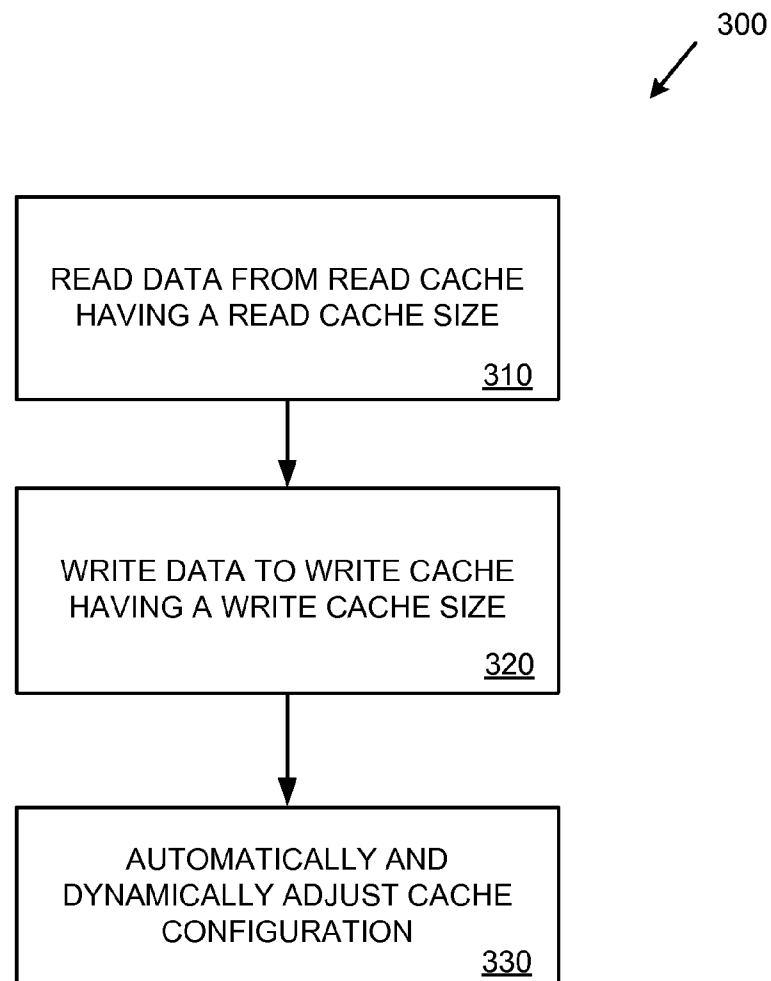 300
READ DATA FROM READ CACHE
HAVING A READ CACHE SIZE
310
WRITE DATA TO WRITE CACHE
HAVING A WRITE CACHE SIZE
320
AUTOMATICALLY AND
DYNAMICALLY ADJUST CACHE
CONFIGURATION
330